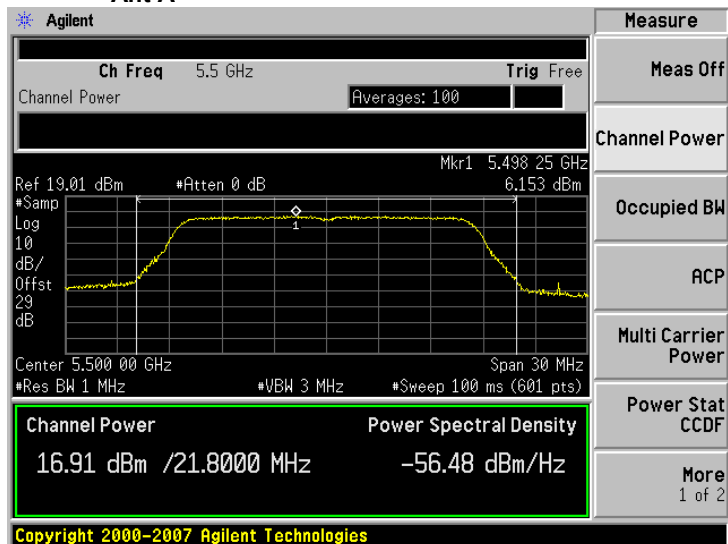 Agilent
Measure
Ch Freq 5.5 GHz Trig Free
Channel Power Averages: 100
Mkr1 5.498 25 GHz
Ref 19.01 dBm #Atten 0 dB 6.153 dBm
#Samp
Log
10
dB/
Offst
29
dB
1
Center 5.500 00 GHz Span 30 MHz
#Res BW 1 MHz #VBW 3 MHz #Sweep 100 ms (601 pts)
Channel Power Power Spectral Density
16.91 dBm /21.8000 MHz -56.48 dBm/Hz
Meas Off
Channel Power
Occupied BW
ACP
Multi Carrier
Power
Power Stat
CCDF
More
1 of 2
Copyright 2000-2007 Agilent Technologies